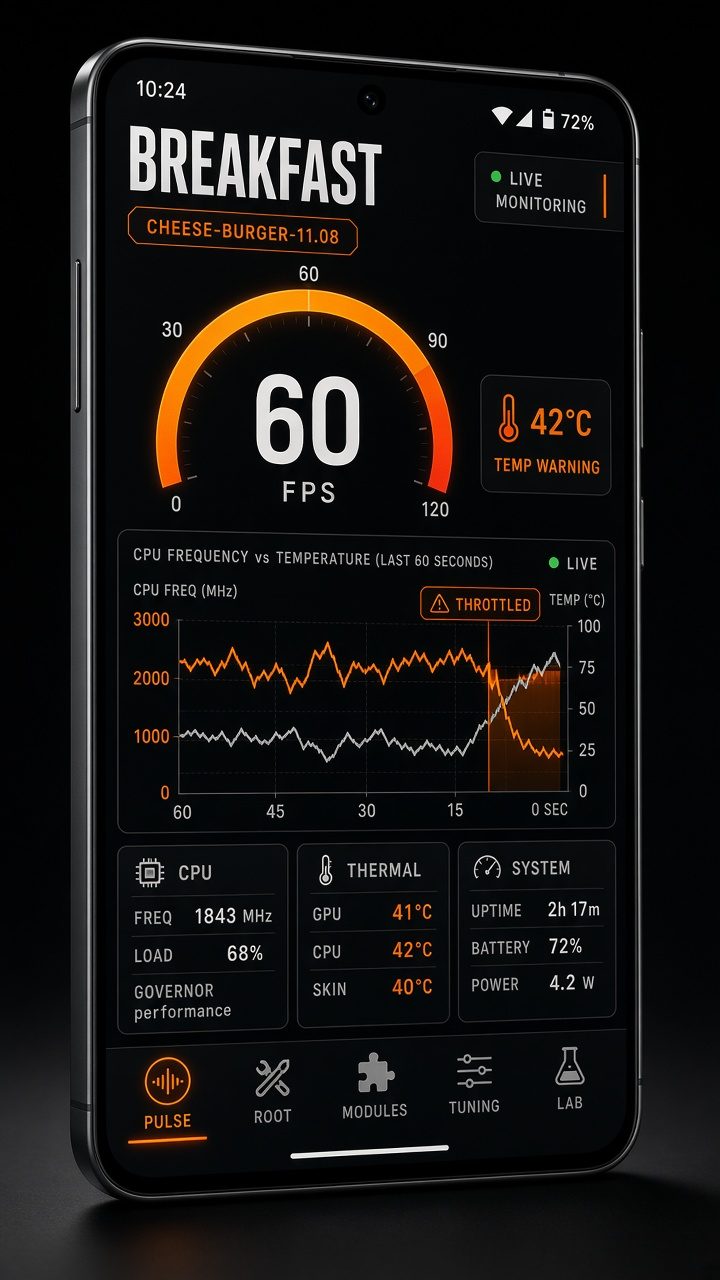 10:24
72%
BREAKFAST
LIVE
MONITORING
CHEESE-BURGER-11.08
60
30
90
60
FPS
0
120
42°C
TEMP WARNING
CPU FREQUENCY vs TEMPERATURE (LAST 60 SECONDS)
LIVE
CPU FREQ (MHz)
THROTTLED
TEMP (°C)
3000
2000
1000
0
100
75
50
25
0
60
45
30
15
0 SEC
CPU
FREQ 1843 MHz
LOAD 68%
GOVERNOR
performance
THERMAL
GPU 41°C
CPU 42°C
SKIN 40°C
SYSTEM
UPTIME 2h 17m
BATTERY 72%
POWER 4.2 W
PULSE
ROOT
MODULES
TUNING
LAB